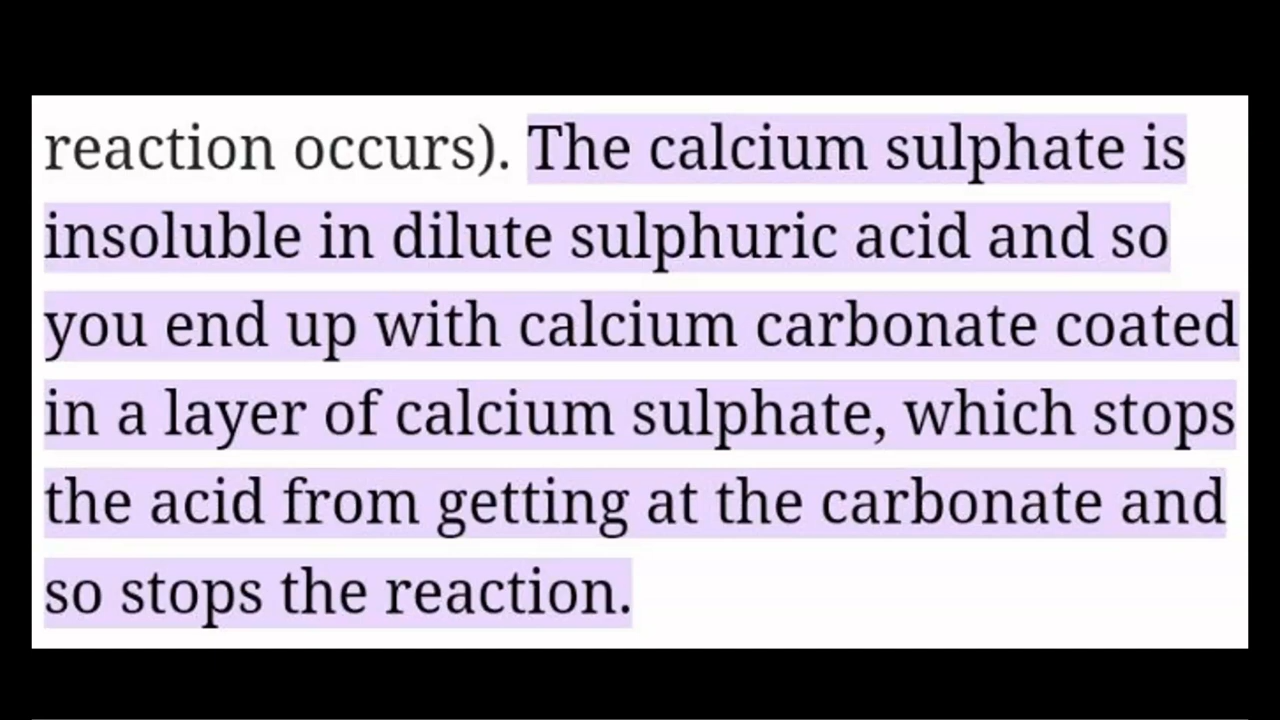 reaction occurs). The calcium sulphate is
insoluble in dilute sulphuric acid and so
you end up with calcium carbonate coated
in a layer of calcium sulphate, which stops
the acid from getting at the carbonate and
so stops the reaction.